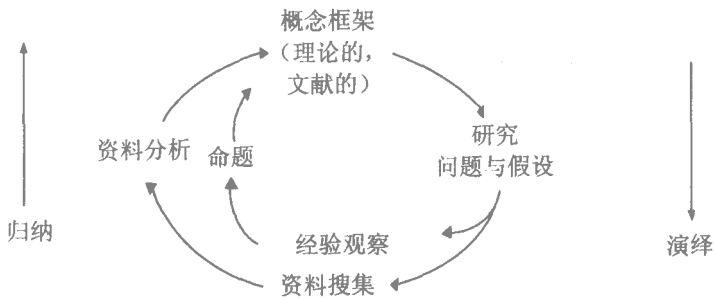 概念框架
（理论的，
文献的）
资料分析
命题
研究
问题与假设
归纳
经验观察
演绎
资料搜集